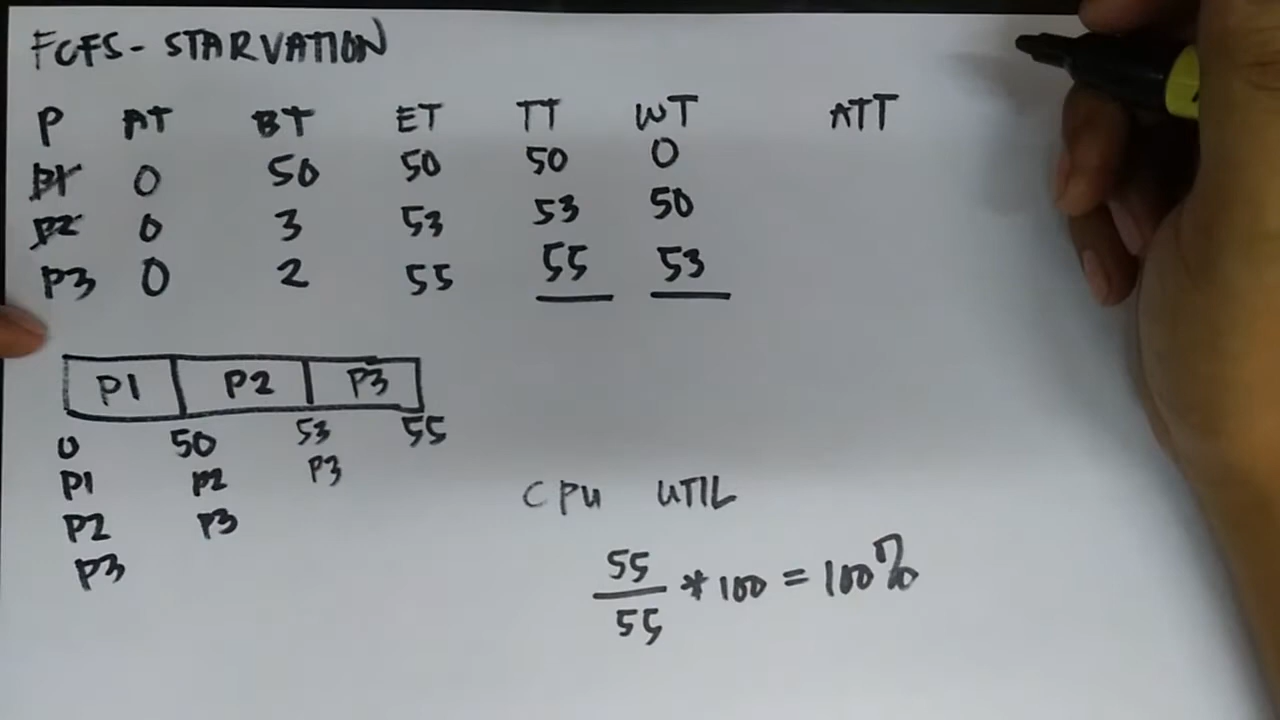 FCFS - STARVATION
P AT BT ET TT WT ATT
P1 0 50 50 50 0
P2 0 3 53 53 50
P3 0 2 55 55 53
P1 P2 P3
0 50 53 55
P1 P2 P3
P2 P3
P3
CPU UTIL
55
55
* 100 = 100%